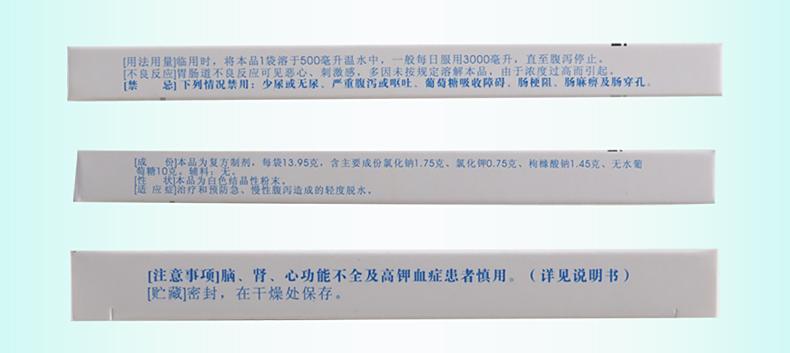 [用法用量]临用时，将本品1袋溶于500毫升温水中，一般每日服用3000毫升，直至腹泻停止。
[不良反应]胃肠道不良反应可见恶心、刺激感，多因未按规定溶解本品，由于浓度过高而引起。
[禁 忌]下列情况禁用：少尿或无尿、严重腹泻或呕吐、葡萄糖吸收障碍、肠梗阻、肠麻痹及肠穿孔。
[成 份]本品为复方制剂，每袋13.95克，含主要成份氯化钠1.75克、氯化钾0.75克、枸橼酸钠1.45克、无水葡
萄糖10克。辅料：无。
[性 状]本品为白色结晶性粉末。
[适应症]治疗和预防急、慢性腹泻造成的轻度脱水。
[注意事项]脑、肾、心功能不全及高钾血症患者慎用。（详见说明书）
[贮藏]密封，在干燥处保存。